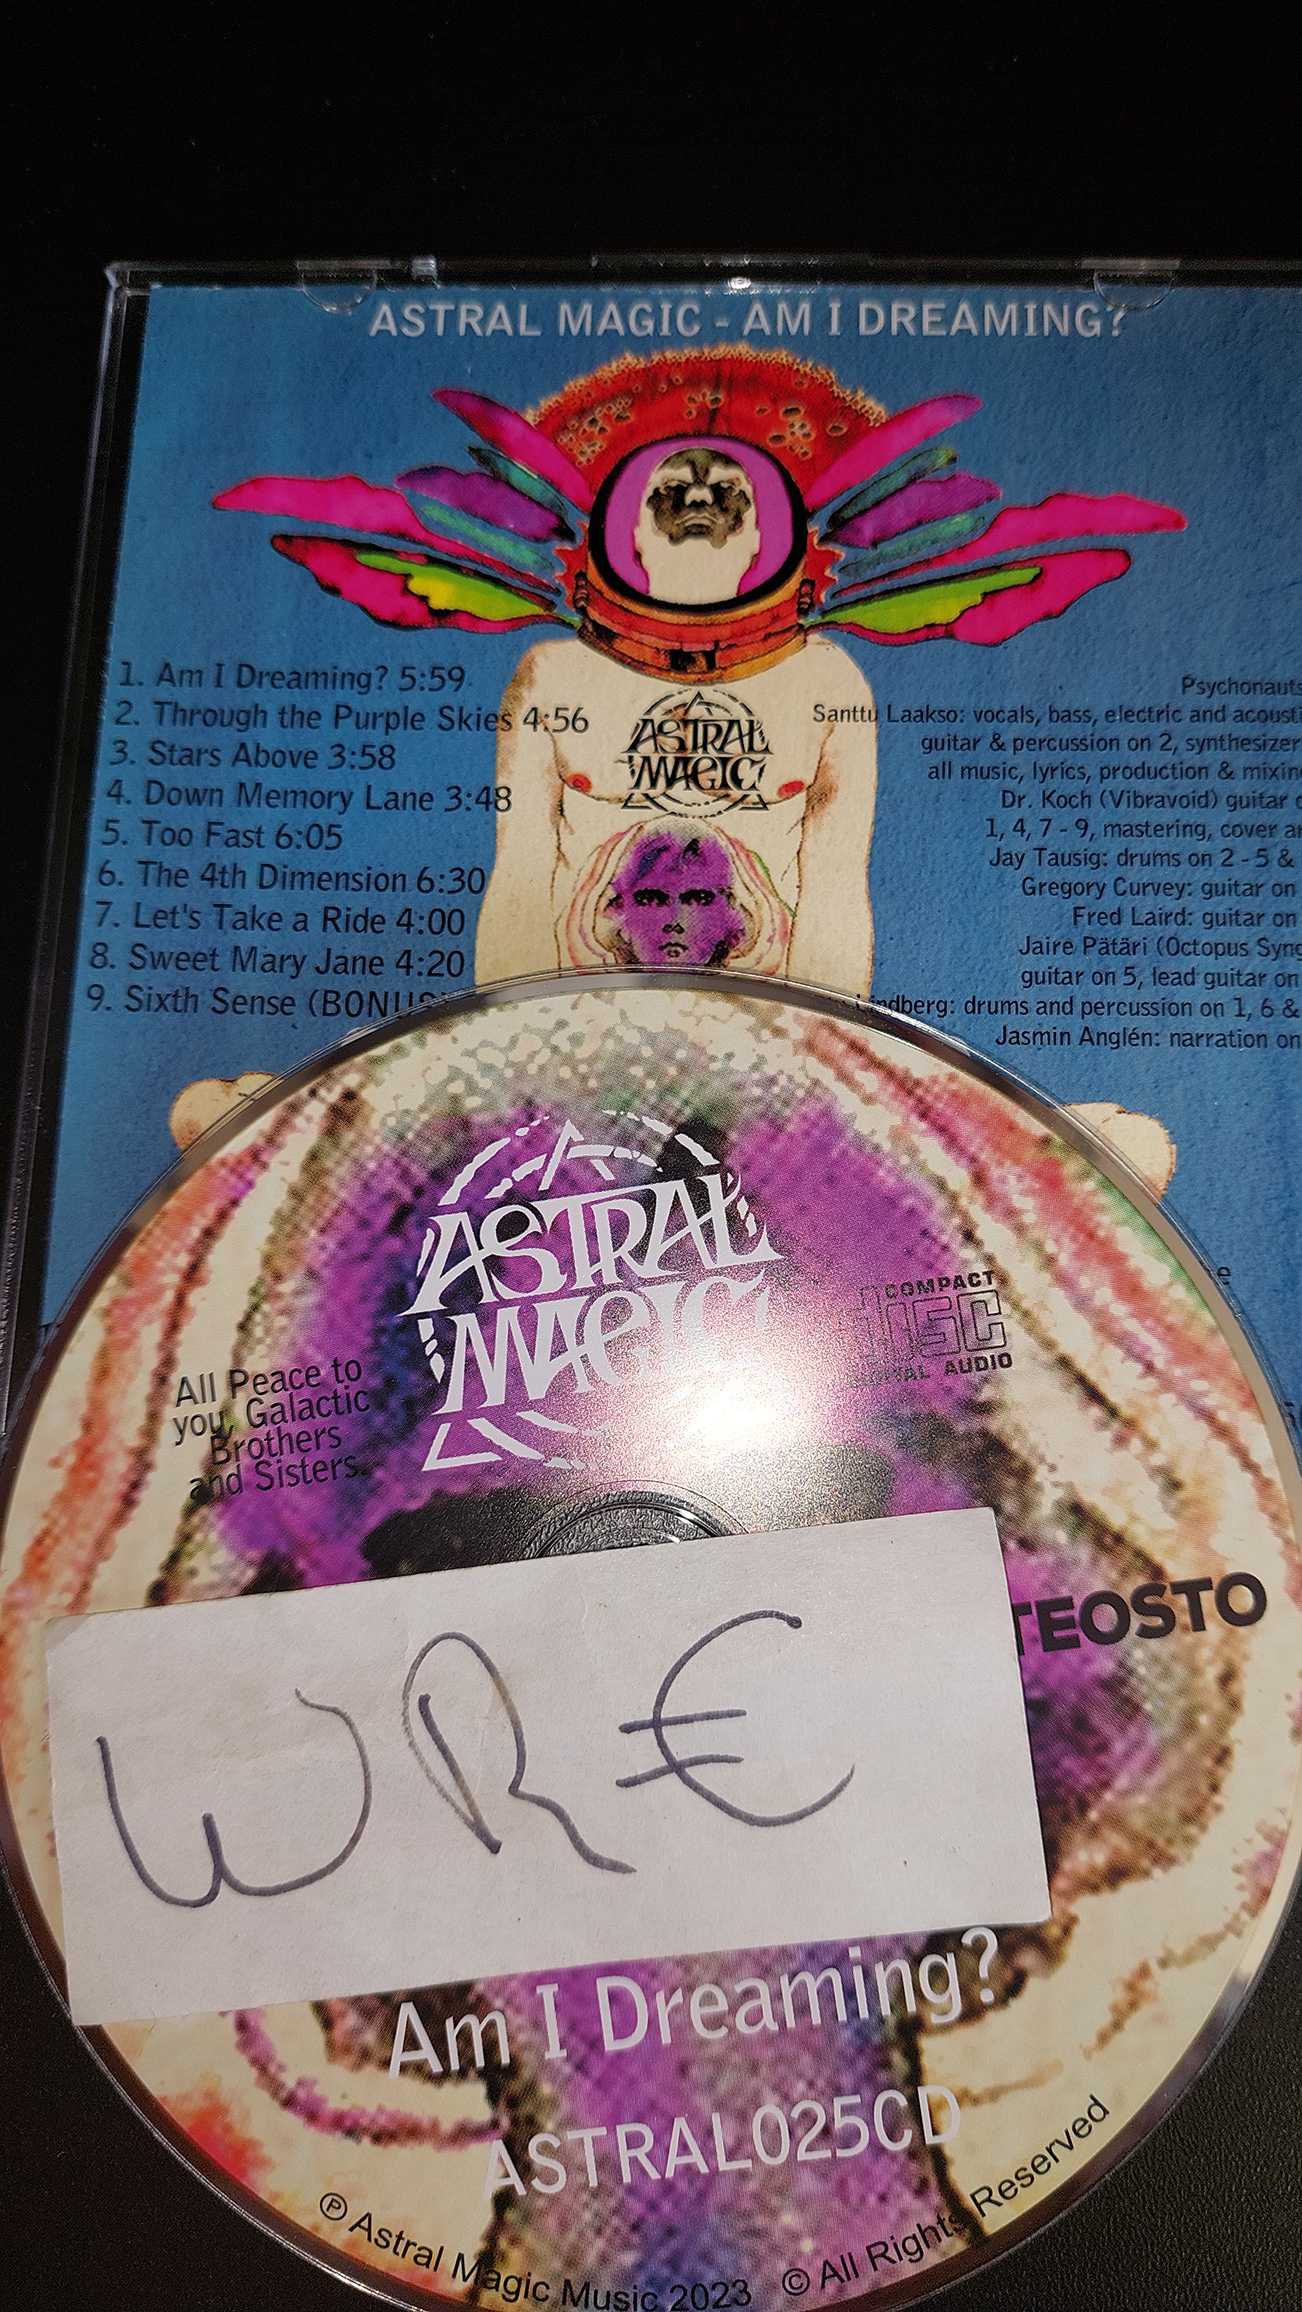 ASTRAL MAGIC - AM I DREAMING?
1. Am I Dreaming? 5:59
2. Through the Purple Skies 4:56
3. Stars Above 3:58
4. Down Memory Lane 3:48
5. Too Fast 6:05
6. The 4th Dimension 6:30
7. Let's Take a Ride 4:00
8. Sweet Mary Jane 4:20
9. Sixth Sense (BONUS)
ASTRAL
MAGIC
Psychonauts
Santtu Laakso: vocals, bass, electric and
guitar & percussion on 2, synthesizer
all music, lyrics, production &
Dr. Koch (Vibravoid) guitar
1, 4, 7 - 9, mastering, cover
Jay Tausig: drums on 2 - 5 &
Gregory Curvey: guitar on
Fred Laird: guitar on
Jaire Pätäri (Octopus
guitar on 5, lead guitar on
drums and percussion on 1, 6 &
Jasmin Anglén: narration on
ASTRAL
MAGIC
COMPACT
disc
DIGITAL AUDIO
All Peace to
you, Galactic
Brothers
and Sisters.
TEOSTO
WR€
Am I Dreaming?
ASTRAL025CD
℗ Astral Magic Music 2023 © All Rights Reserved